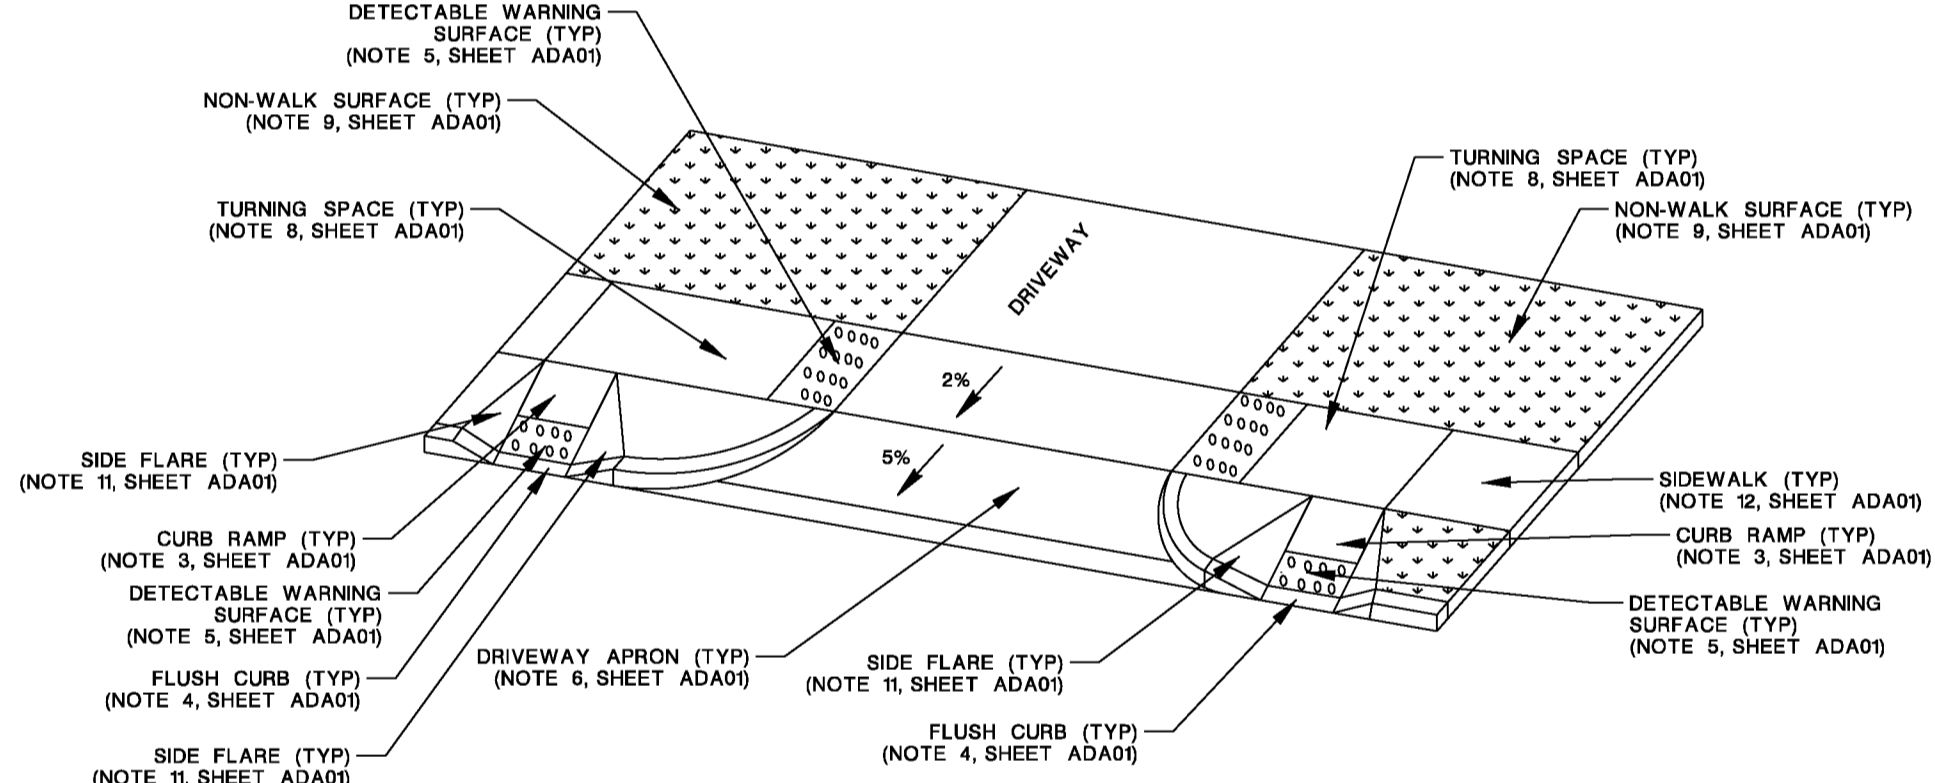 DETECTABLE WARNING
SURFACE (TYP)
(NOTE 5, SHEET ADA01)
NON-WALK SURFACE (TYP)
(NOTE 9, SHEET ADA01)
TURNING SPACE (TYP)
(NOTE 8, SHEET ADA01)
SIDE FLARE (TYP)
(NOTE 11, SHEET ADA01)
CURB RAMP (TYP)
(NOTE 3, SHEET ADA01)
DETECTABLE WARNING
SURFACE (TYP)
(NOTE 5, SHEET ADA01)
FLUSH CURB (TYP)
(NOTE 4, SHEET ADA01)
SIDE FLARE (TYP)
(NOTE 11, SHEET ADA01)
DRIVEWAY
2%
5%
DRIVEWAY APRON (TYP)
(NOTE 6, SHEET ADA01)
SIDE FLARE (TYP)
(NOTE 11, SHEET ADA01)
FLUSH CURB (TYP)
(NOTE 4, SHEET ADA01)
TURNING SPACE (TYP)
(NOTE 8, SHEET ADA01)
NON-WALK SURFACE (TYP)
(NOTE 9, SHEET ADA01)
SIDEWALK (TYP)
(NOTE 12, SHEET ADA01)
CURB RAMP (TYP)
(NOTE 3, SHEET ADA01)
DETECTABLE WARNING
SURFACE (TYP)
(NOTE 5, SHEET ADA01)